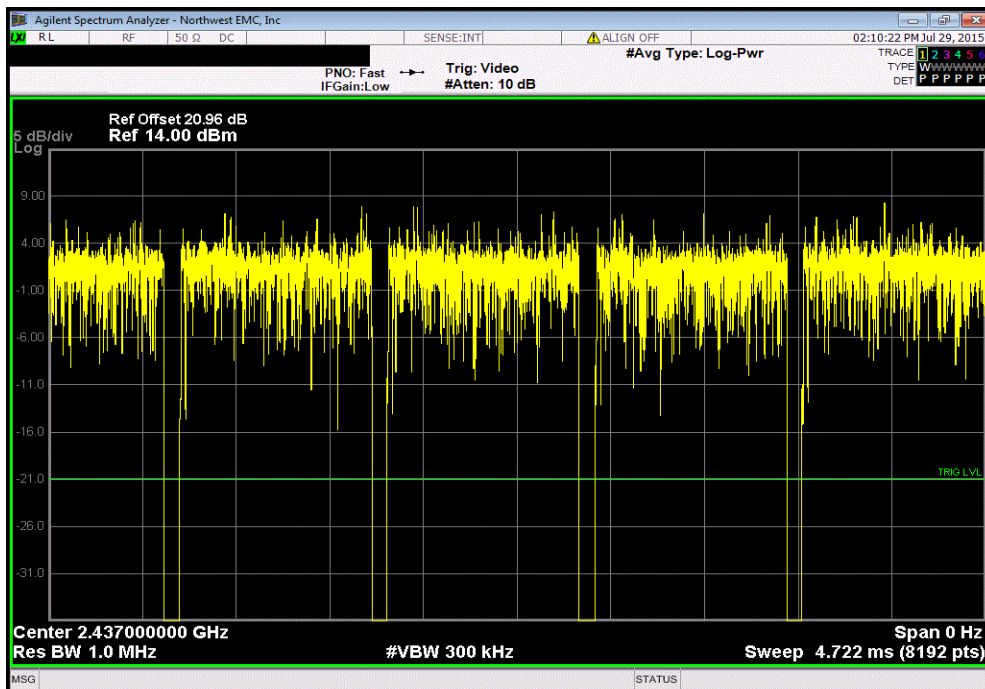 Agilent Spectrum Analyzer - Northwest EMC, Inc
LXI RL RF 50 Ω DC SENSE:INT ALIGN OFF 02:10:22 PM Jul 29, 2015
#Avg Type: Log-Pwr TRACE 1 2 3 4 5 6
PNO: Fast Trig: Video TYPE WWWWWW
IFGain:Low #Atten: 10 dB DET P P P P P P
Ref Offset 20.96 dB
5 dB/div Ref 14.00 dBm
Log
9.00
4.00
-1.00
-6.00
-11.0
-16.0
TRIG LVL
-21.0
-26.0
-31.0
Center 2.437000000 GHz Span 0 Hz
Res BW 1.0 MHz #VBW 300 kHz Sweep 4.722 ms (8192 pts)
MSG STATUS